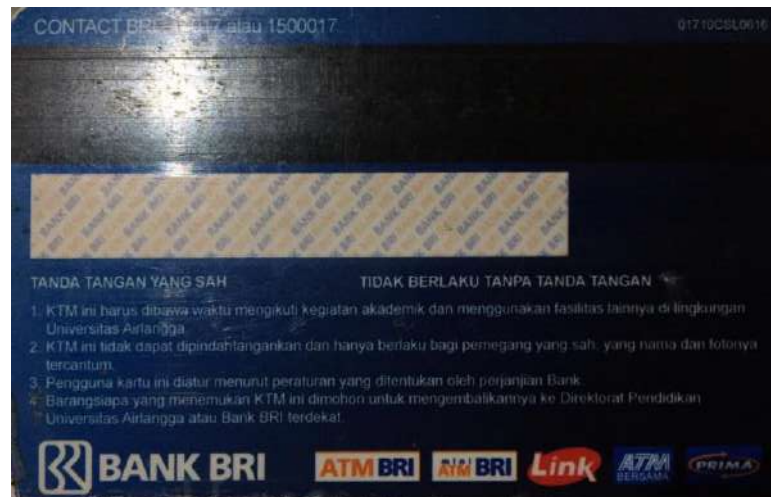 CONTACT BRI atau 1500017
01710CSL0616
TANDA TANGAN YANG SAH
TIDAK BERLAKU TANPA TANDA TANGAN
1. KTM ini harus dibawa waktu mengikuti kegiatan akademik dan menggunakan fasilitas lainnya di lingkungan
Universitas Airlangga.
2. KTM ini tidak dapat dipindahtangankan dan hanya berlaku bagi pemegang yang sah, yang nama dan fotonya
tercantum.
3. Pengguna kartu ini diatur menurut peraturan yang ditentukan oleh perjanjian Bank.
4. Barangsiapa yang menemukan KTM ini dimohon untuk mengembalikannya ke Direktorat Pendidikan
Universitas Airlangga atau Bank BRI terdekat.
BANK BRI
ATM BRI
MINI ATM BRI
Link
ATM BERSAMA
PRIMA